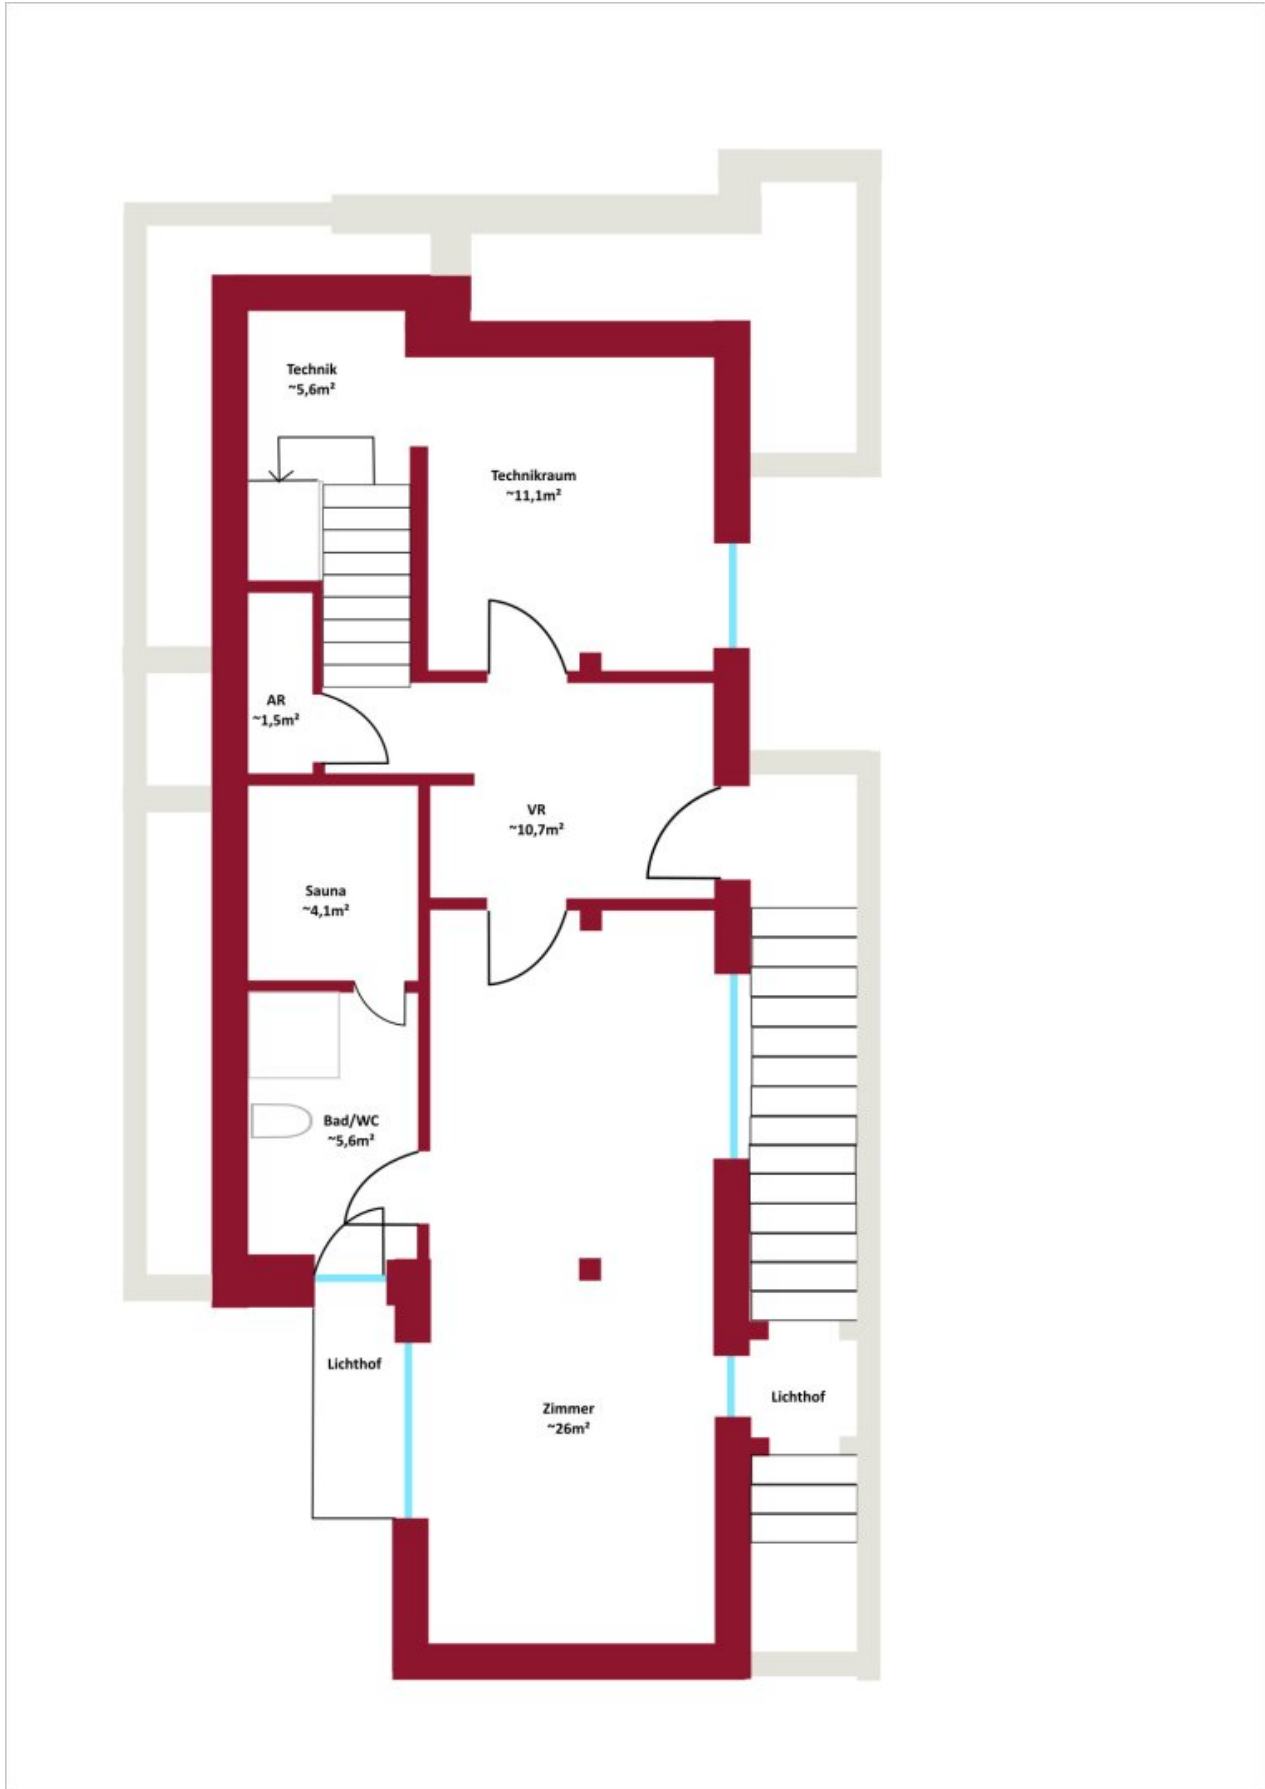 Technik
~5,6m²
Technikraum
~11,1m²
AR
~1,5m²
VR
~10,7m²
Sauna
~4,1m²
Bad/WC
~5,6m²
Lichthof
Zimmer
~26m²
Lichthof